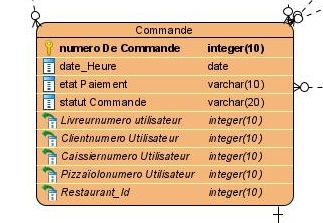 Commande
numero De Commande integer(10)
date_Heure date
etat Paiement varchar(10)
statut Commande varchar(20)
Livreurnumero utilisateur integer(10)
Clientnumero Utilisateur integer(10)
Caissiernumero Utilisateur integer(10)
Pizzaïolonumero Utilisateur integer(10)
Restaurant_Id integer(10)